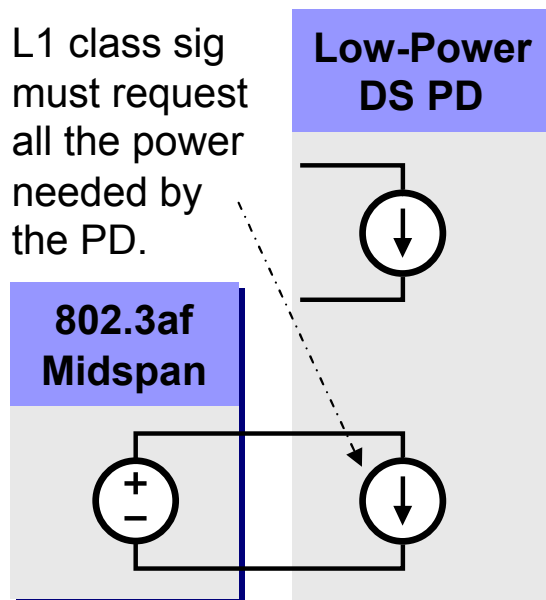 L1 class sig
must request
all the power
needed by
the PD.
Low-Power
DS PD
802.3af
Midspan
+
−